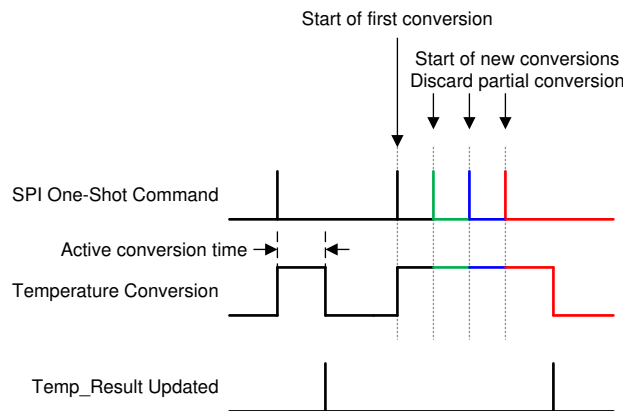 Start of first conversion
Start of new conversions
Discard partial conversion
SPI One-Shot Command
Active conversion time
Temperature Conversion
Temp_Result Updated